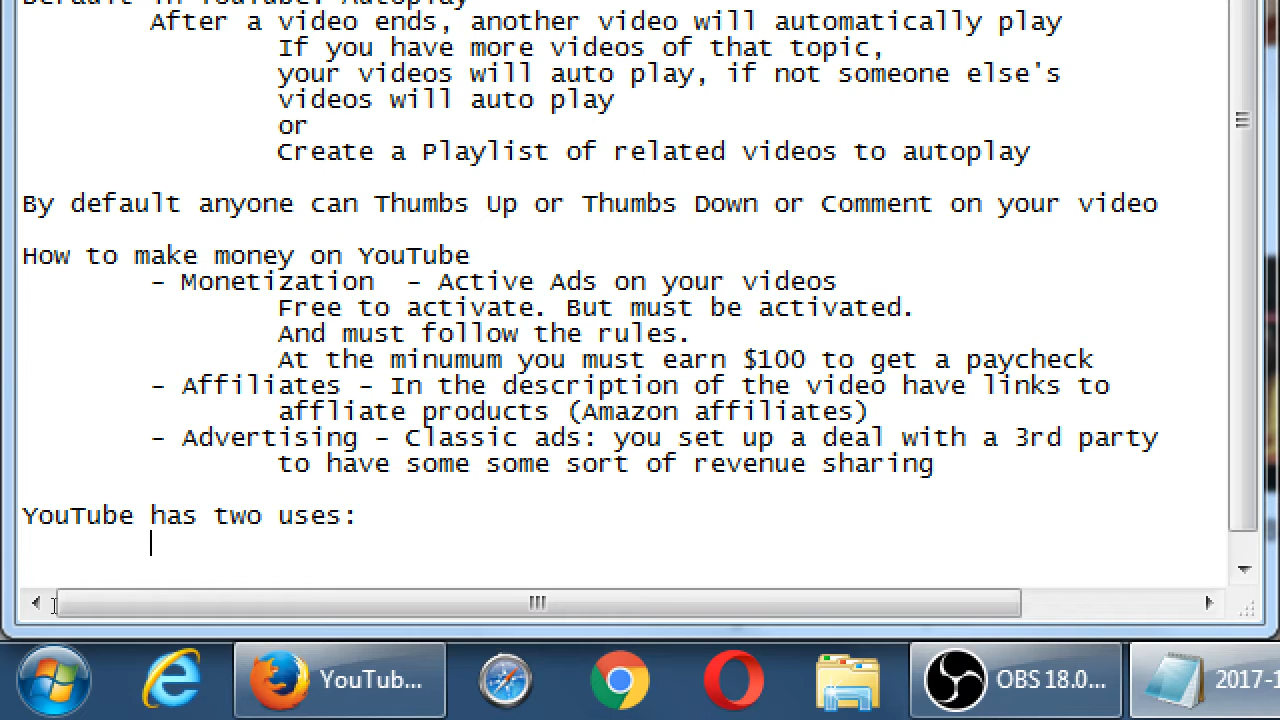 Default in YouTube: Autoplay
After a video ends, another video will automatically play
If you have more videos of that topic,
your videos will auto play, if not someone else's
videos will auto play
or
Create a Playlist of related videos to autoplay
By default anyone can Thumbs Up or Thumbs Down or Comment on your video
How to make money on YouTube
- Monetization - Active Ads on your videos
Free to activate. But must be activated.
And must follow the rules.
At the minumum you must earn $100 to get a paycheck
- Affiliates - In the description of the video have links to
affliate products (Amazon affiliates)
- Advertising - Classic ads: you set up a deal with a 3rd party
to have some some sort of revenue sharing
YouTube has two uses:
YouTub... OBS 18.0... 2017-1